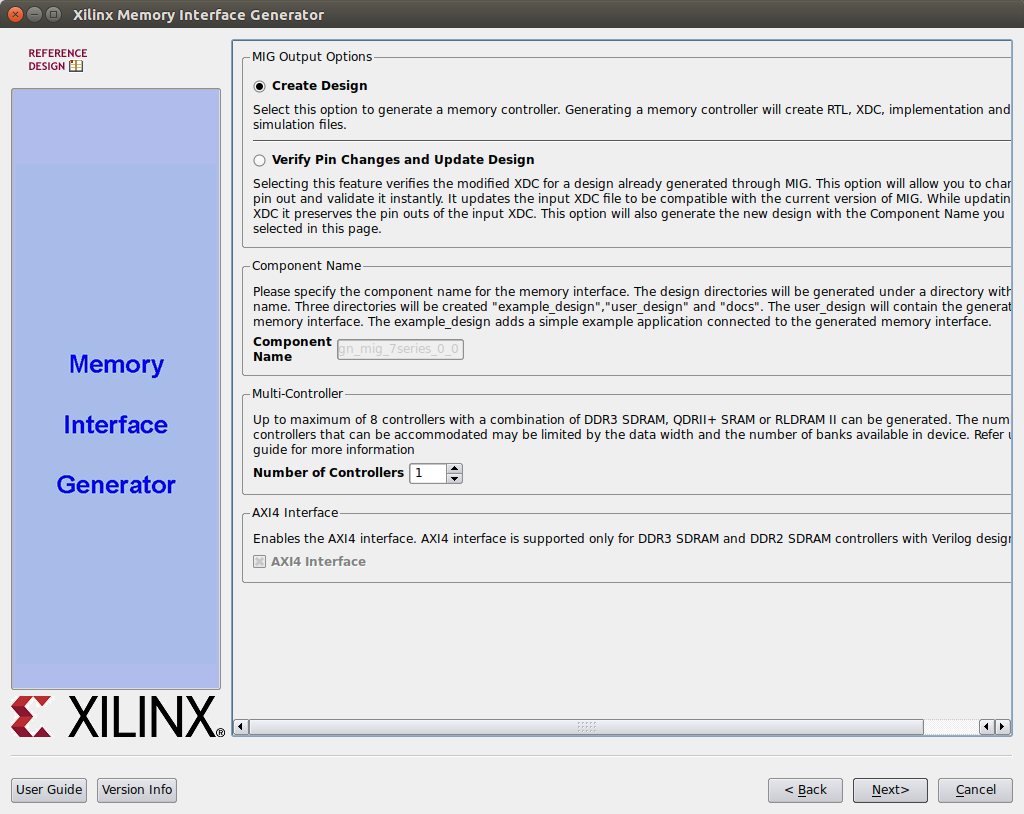 Xilinx Memory Interface Generator
REFERENCE
DESIGN
Memory
Interface
Generator
XILINX®
MIG Output Options
Create Design
Select this option to generate a memory controller. Generating a memory controller will create RTL, XDC, implementation and
simulation files.
Verify Pin Changes and Update Design
Selecting this feature verifies the modified XDC for a design already generated through MIG. This option will allow you to
pin out and validate it instantly. It updates the input XDC file to be compatible with the current version of MIG. While
XDC it preserves the pin outs of the input XDC. This option will also generate the new design with the Component Name you
selected in this page.
Component Name
Please specify the component name for the memory interface. The design directories will be generated under a directory with
name. Three directories will be created "example_design","user_design" and "docs". The user_design will contain the
memory interface. The example_design adds a simple example application connected to the generated memory interface.
Component
Name
gn_mig_7series_0_0
Multi-Controller
Up to maximum of 8 controllers with a combination of DDR3 SDRAM, QDRII+ SRAM or RLDRAM II can be generated. The
controllers that can be accommodated may be limited by the data width and the number of banks available in device. Refer
guide for more information
Number of Controllers 1
AXI4 Interface
Enables the AXI4 interface. AXI4 interface is supported only for DDR3 SDRAM and DDR2 SDRAM controllers with Verilog
AXI4 Interface
User Guide
Version Info
< Back
Next>
Cancel